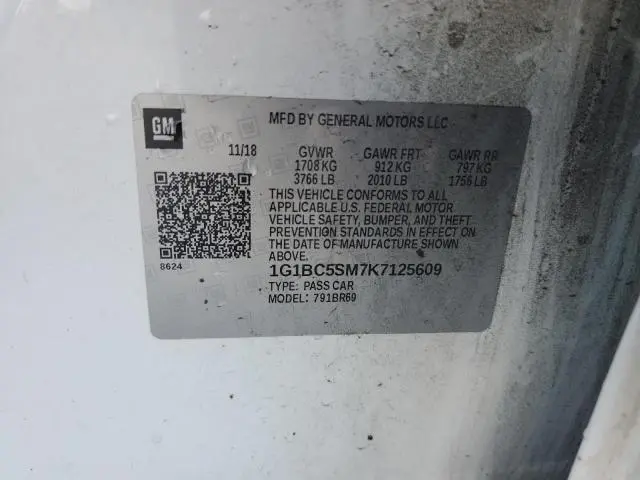 GM
MFD BY GENERAL MOTORS LLC
11/18 GVWR GAWR FRT GAWR RR
1708 KG 912 KG 797 KG
3766 LB 2010 LB 1756 LB
THIS VEHICLE CONFORMS TO ALL
APPLICABLE U.S. FEDERAL MOTOR
VEHICLE SAFETY, BUMPER, AND THEFT
PREVENTION STANDARDS IN EFFECT ON
THE DATE OF MANUFACTURE SHOWN ABOVE.
8624
1G1BC5SM7K7125609
TYPE: PASS CAR
MODEL: 791BR69